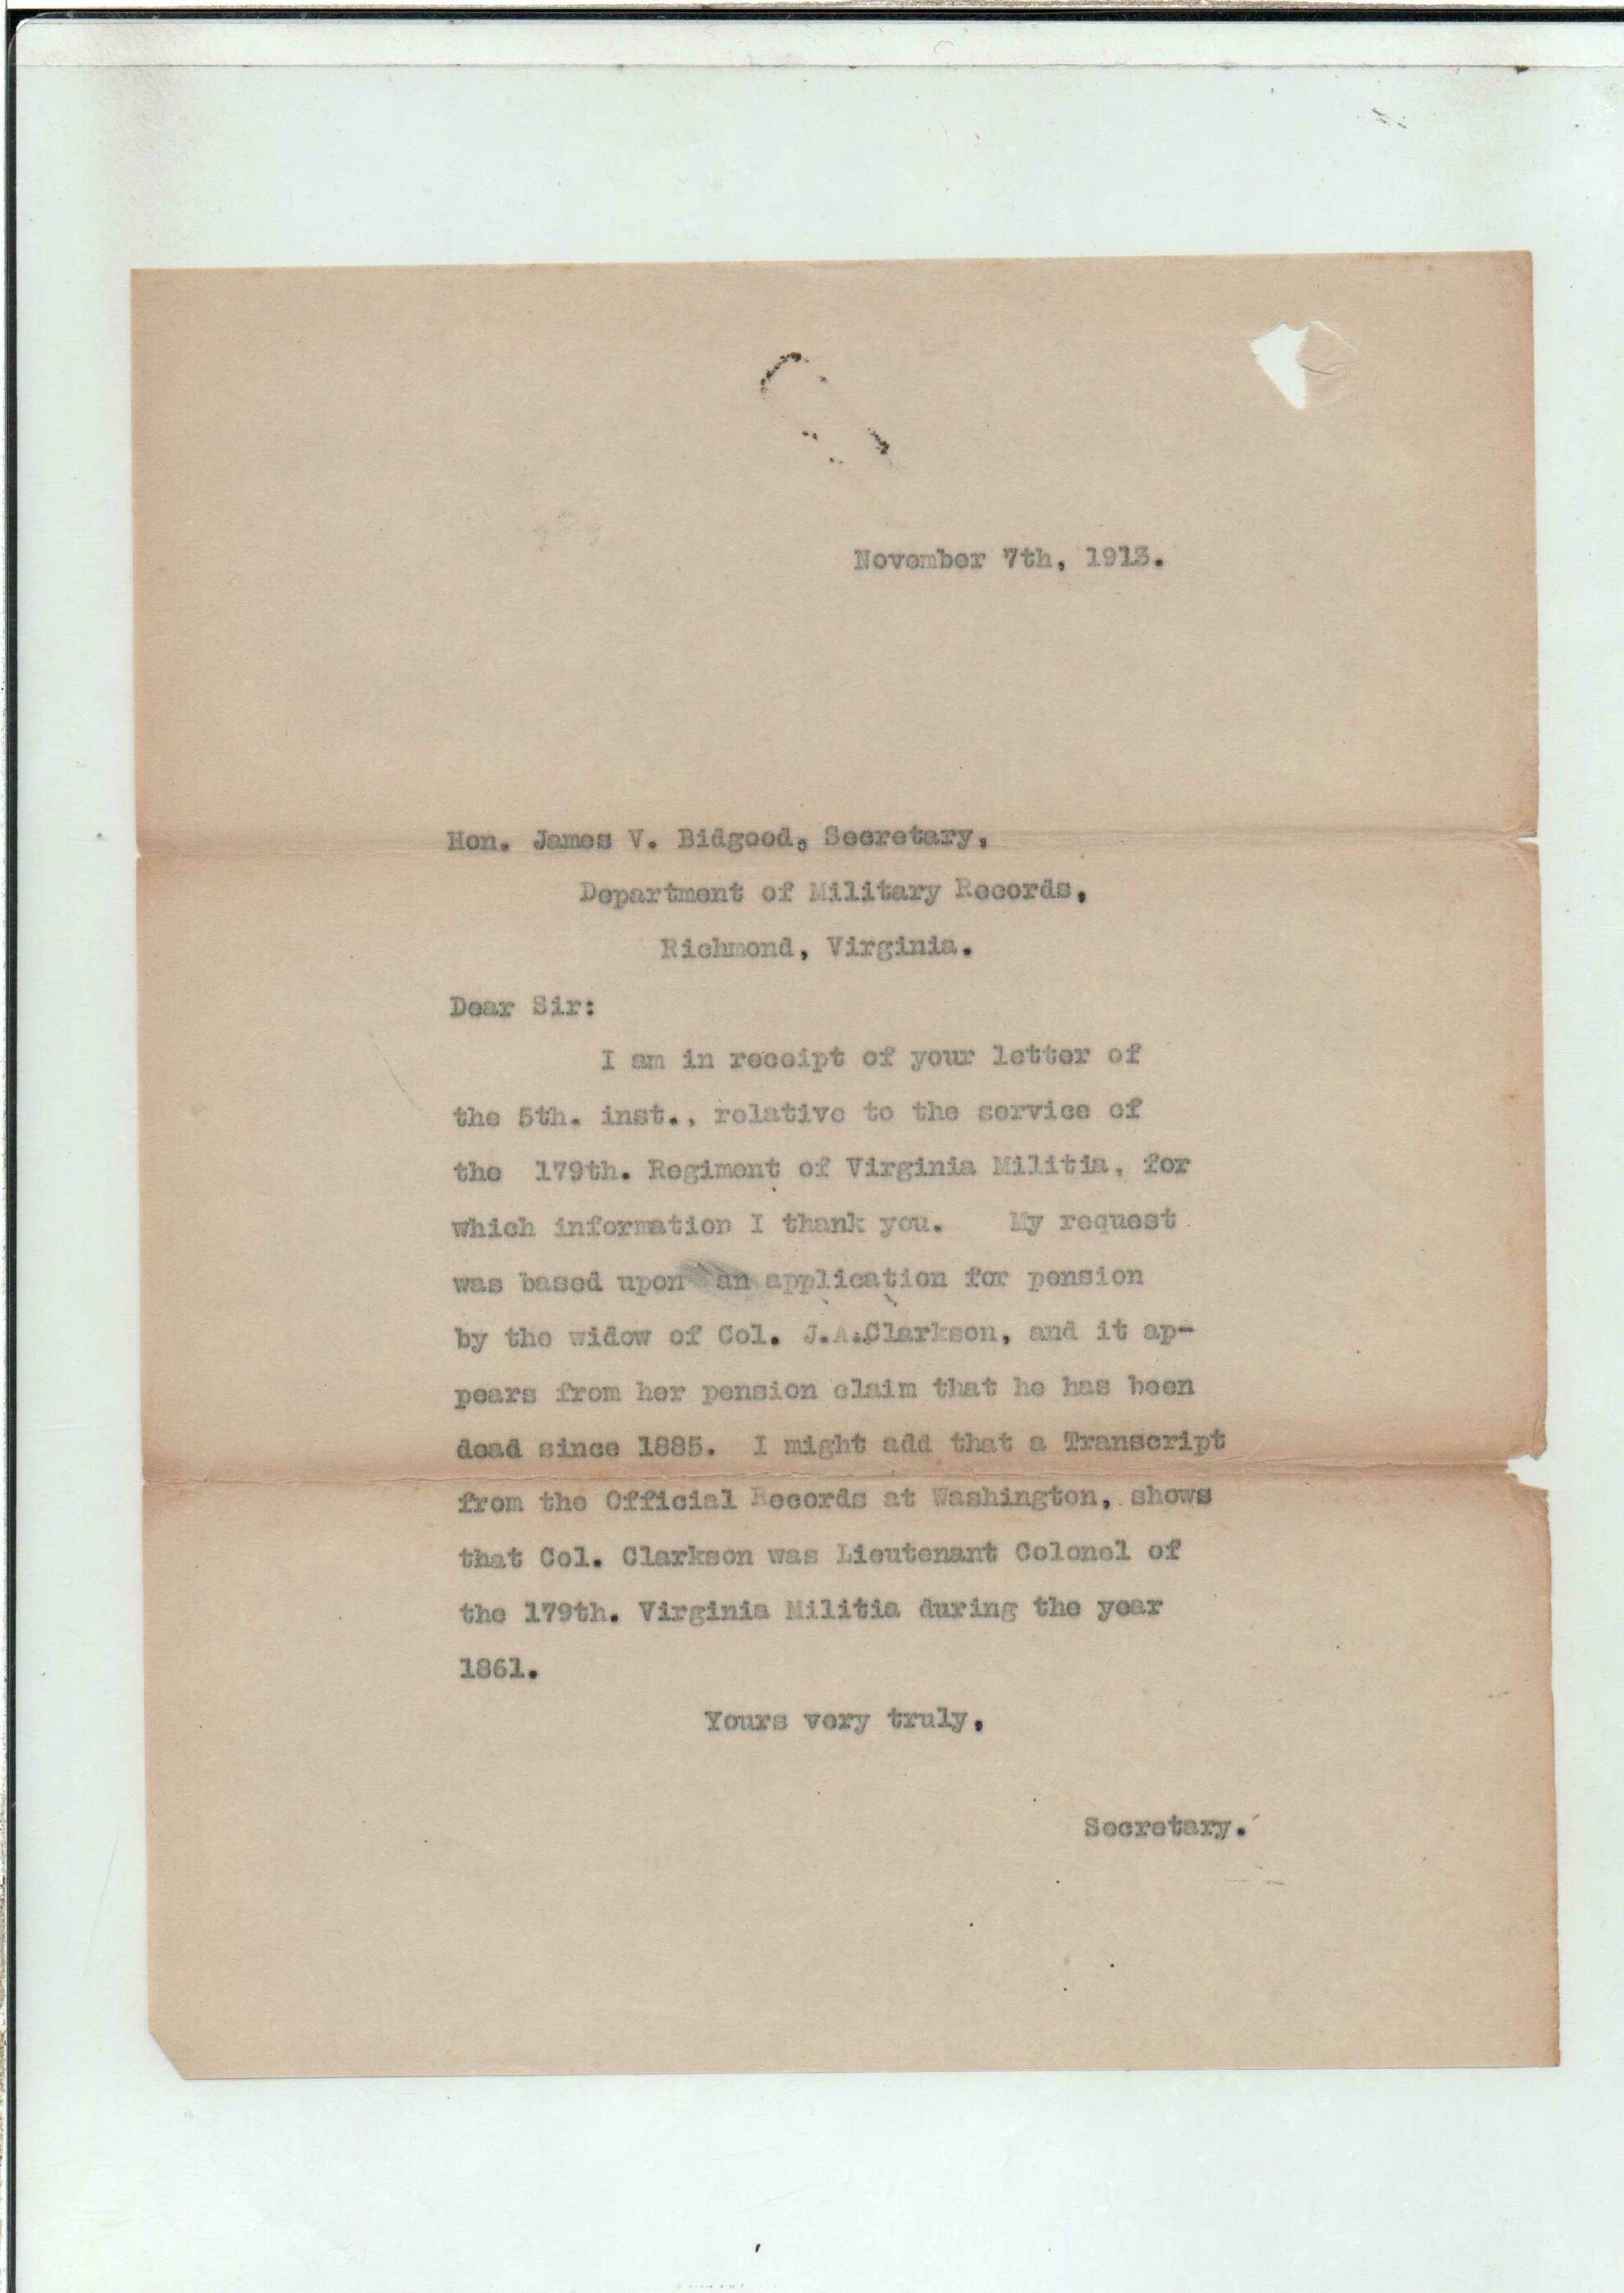 November 7th, 1913.
Hon. James V. Bidgood, Secretary,
Department of Military Records,
Richmond, Virginia.
Dear Sir:
I am in receipt of your letter of
the 5th. inst., relative to the service of
the 179th. Regiment of Virginia Militia, for
which information I thank you. My request
was based upon an application for pension
by the widow of Col. J.A.Clarkson, and it ap-
pears from her pension claim that he has been
dead since 1885. I might add that a Transcript
from the Official Records at Washington, shows
that Col. Clarkson was Lieutenant Colonel of
the 179th. Virginia Militia during the year
1861.
Yours very truly,
Secretary.